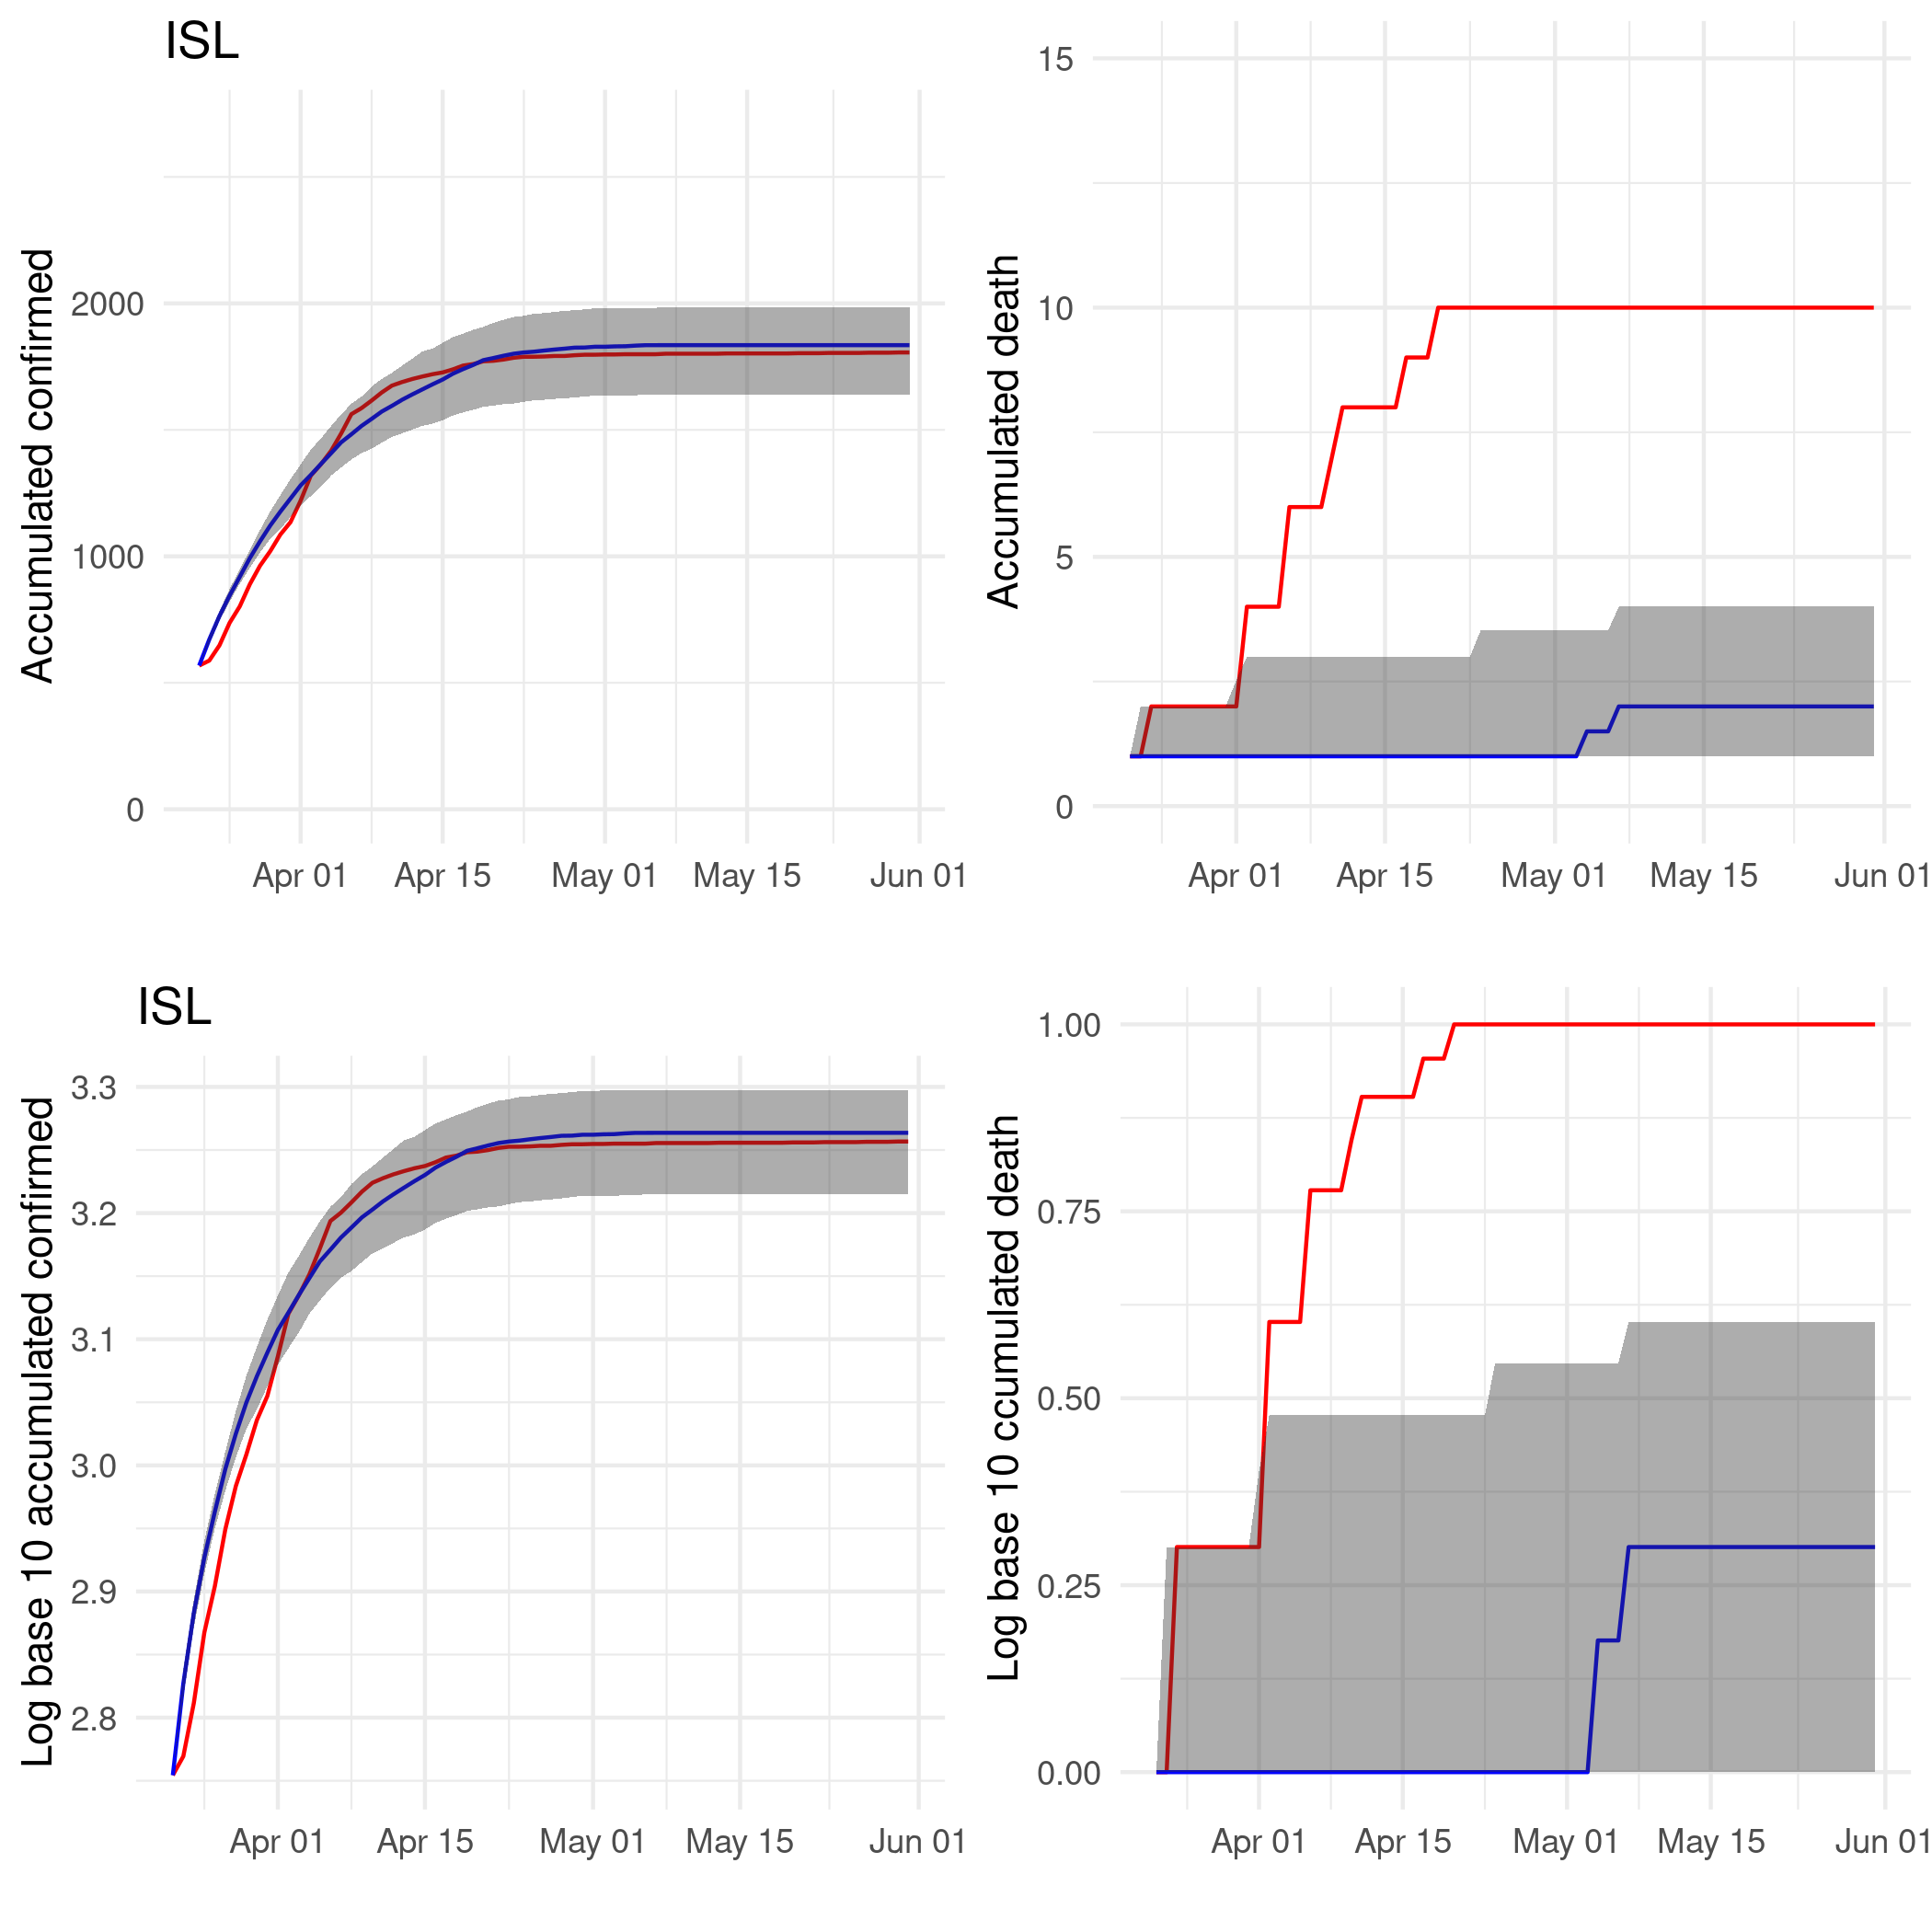 ISL
Accumulated confirmed
2000
1000
0
Apr 01 Apr 15 May 01 May 15 Jun 01
Accumulated death
15
10
5
0
Apr 01 Apr 15 May 01 May 15 Jun 01
ISL
Log base 10 accumulated confirmed
3.3
3.2
3.1
3.0
2.9
2.8
Apr 01 Apr 15 May 01 May 15 Jun 01
Log base 10 ccumulated death
1.00
0.75
0.50
0.25
0.00
Apr 01 Apr 15 May 01 May 15 Jun 01